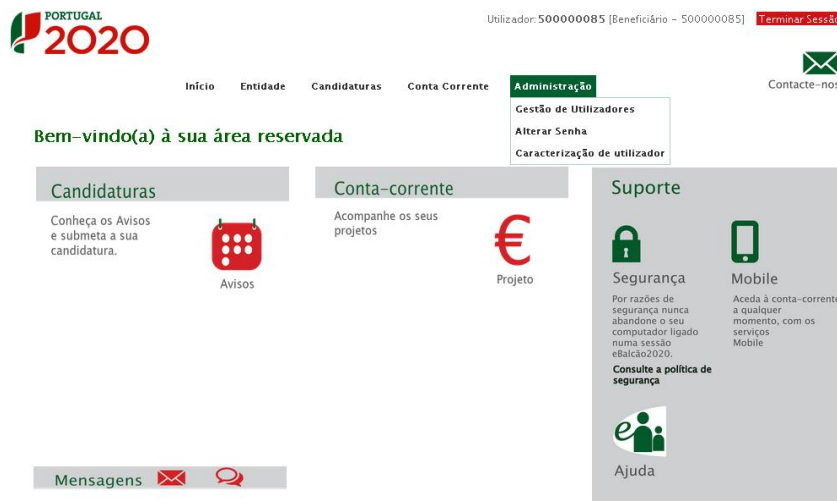 PORTUGAL
2020
Utilizador: 500000085 [Beneficiário - 500000085] Terminar Sessão
Contacte-nos
Início Entidade Candidaturas Conta Corrente Administração
Gestão de Utilizadores
Alterar Senha
Caracterização de utilizador
Bem-vindo(a) à sua área reservada
Candidaturas
Conheça os Avisos
e submeta a sua
candidatura.
Avisos
Conta-corrente
Acompanhe os seus
projetos
€
Projeto
Suporte
Segurança
Por razões de
segurança nunca
abandone o seu
computador ligado
numa sessão
eBalcão2020.
Consulte a política de
segurança
Mobile
Aceda à conta-corrente
a qualquer
momento, com os
serviços
Mobile
e
Ajuda
Mensagens